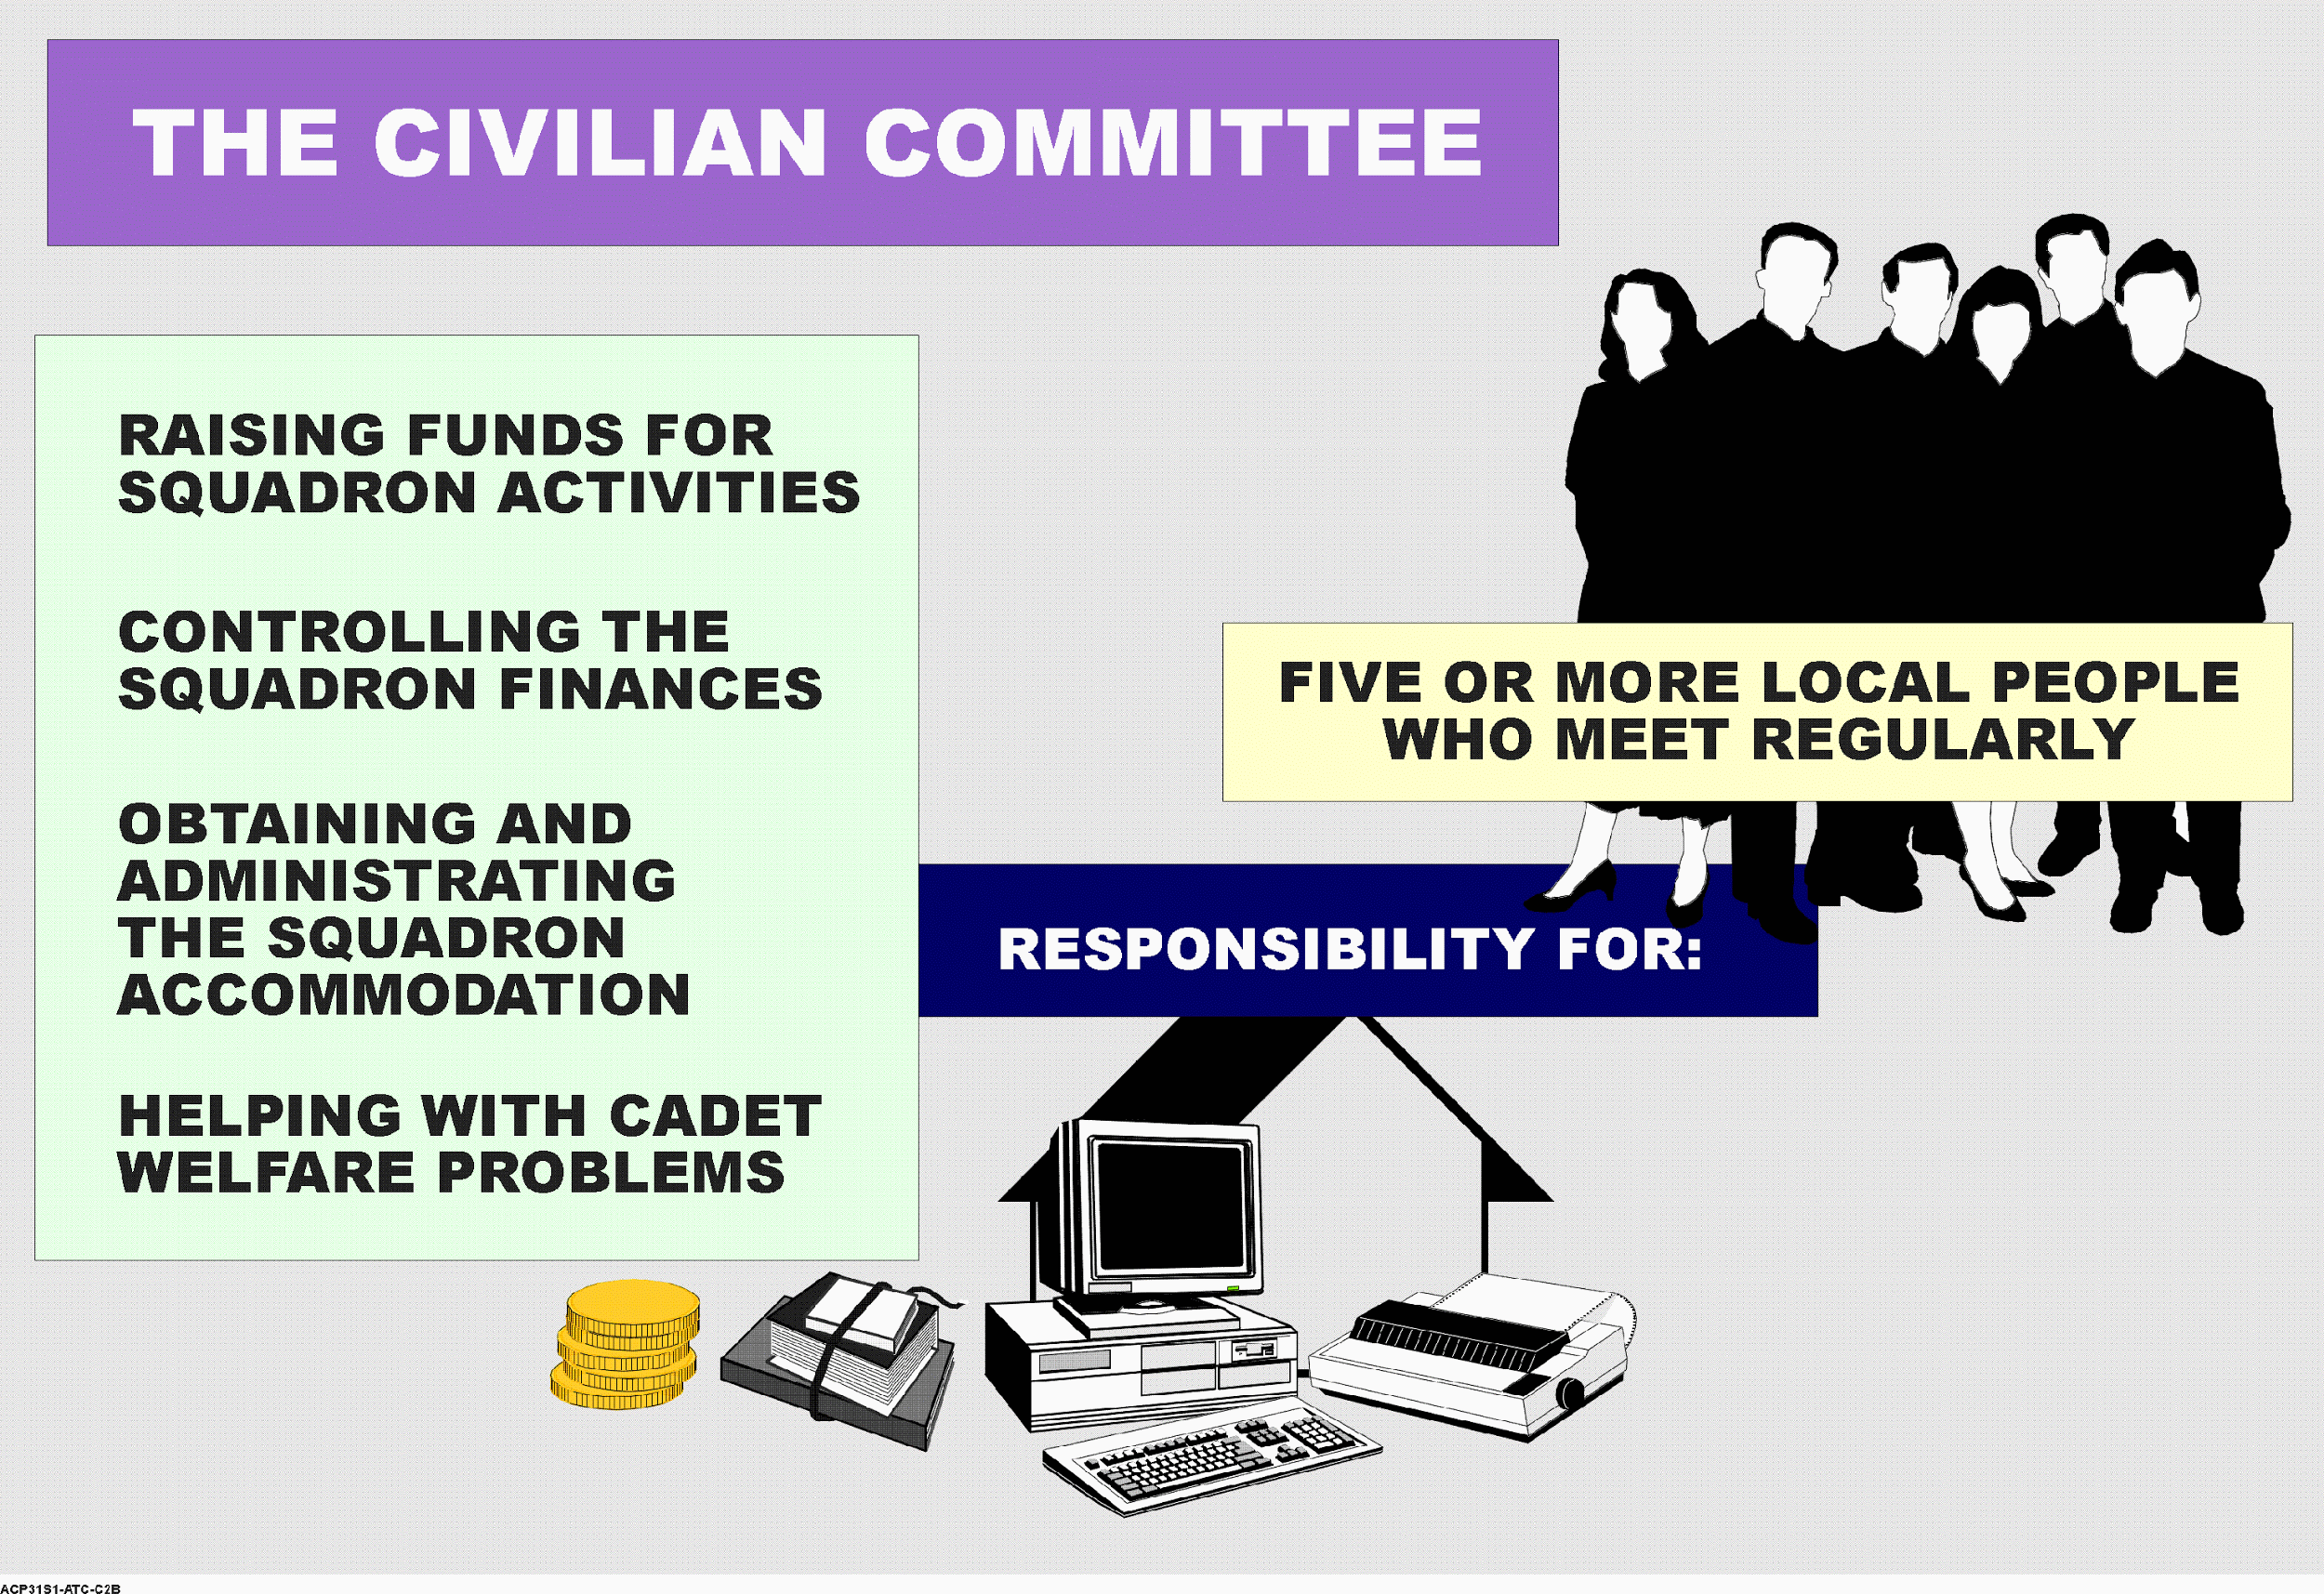 THE CIVILIAN COMMITTEE
FIVE OR MORE LOCAL PEOPLE
WHO MEET REGULARLY
RESPONSIBILITY FOR:
RAISING FUNDS FOR
SQUADRON ACTIVITIES
CONTROLLING THE
SQUADRON FINANCES
OBTAINING AND
ADMINISTRATING
THE SQUADRON
ACCOMMODATION
HELPING WITH CADET
WELFARE PROBLEMS
ACP31S1-ATC-C2B